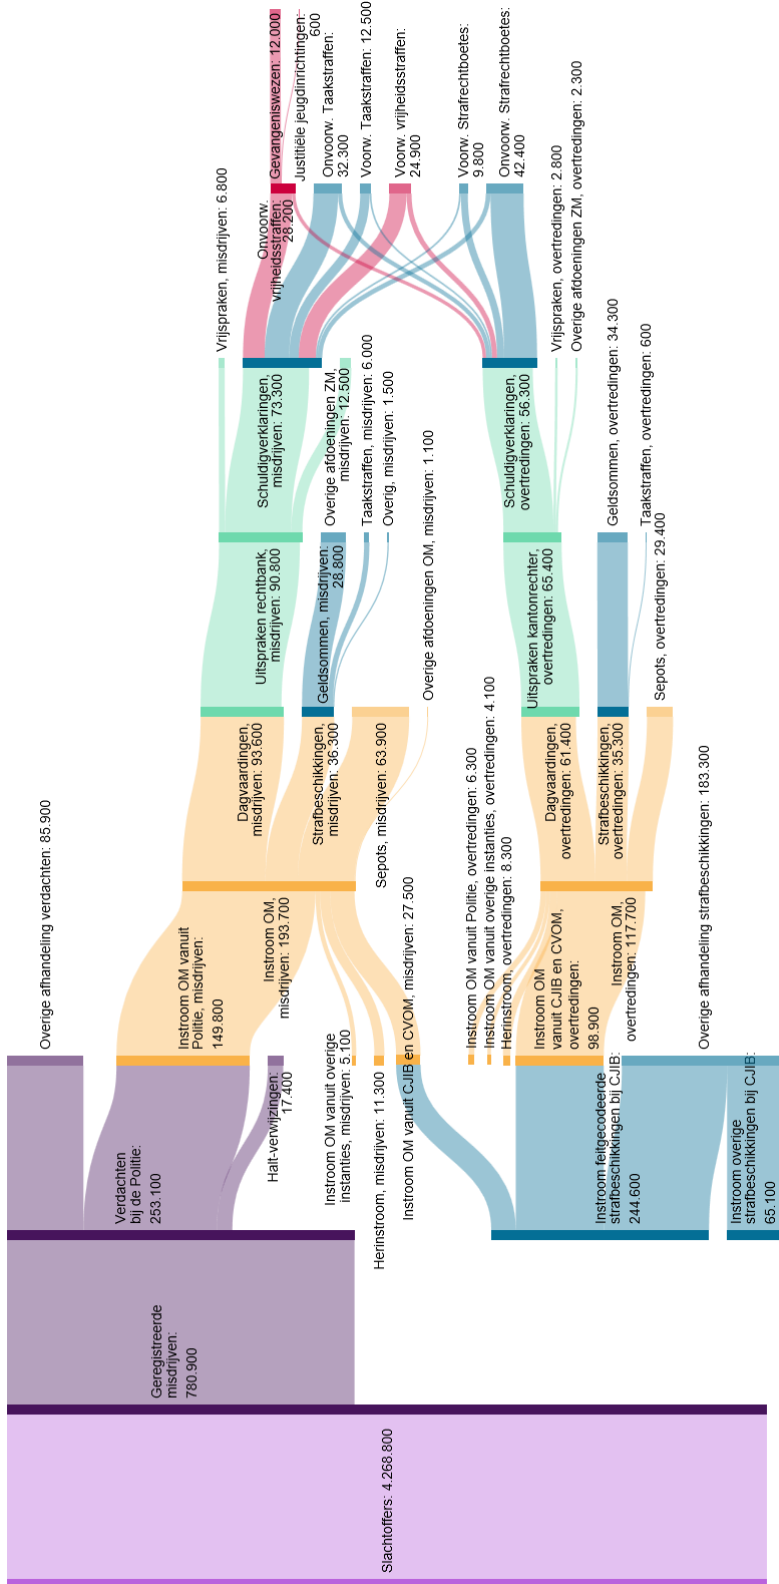 Slachtoffers: 4.268.800
Geregistreerde
misdrijven:
780.900
Verdachten
bij de Politie:
253.100
Instroom feitgecodeerde
strafbeschikkingen bij CJIB:
244.600
Instroom overige
strafbeschikkingen bij CJIB:
65.100
Overige afhandeling verdachten: 85.900
Instroom OM vanuit
Politie, misdrijven:
149.800
Halt-verwijzingen:
17.400
Instroom OM vanuit overige
instanties, misdrijven: 5.100
Herinstroom, misdrijven: 11.300
Instroom OM vanuit CJIB en CVOM, misdrijven: 27.500
Instroom OM vanuit Politie, overtredingen: 6.300
Instroom OM vanuit overige instanties, overtredingen: 4.100
Herinstroom, overtredingen: 8.300
Instroom OM
vanuit CJIB en CVOM,
overtredingen:
98.900
Overige afhandeling strafbeschikkingen: 183.300
Instroom OM,
misdrijven: 193.700
Instroom OM,
overtredingen: 117.700
Dagvaardingen,
misdrijven: 93.600
Strafbeschikkingen,
misdrijven: 36.300
Sepots, misdrijven: 63.900
Overige afdoeningen OM, misdrijven: 1.100
Dagvaardingen,
overtredingen: 61.400
Strafbeschikkingen,
overtredingen: 35.300
Sepots, overtredingen: 29.400
Uitspraken rechtbank,
misdrijven: 90.800
Geldsommen, misdrijven:
28.800
Taakstraffen, misdrijven: 6.000
Overig, misdrijven: 1.500
Uitspraken kantonrechter,
overtredingen: 65.400
Geldsommen, overtredingen: 34.300
Taakstraffen, overtredingen: 600
Vrijspraken, misdrijven: 6.800
Schuldigverklaringen,
misdrijven: 73.300
Overige afdoeningen ZM,
misdrijven: 12.500
Schuldigverklaringen,
overtredingen: 56.300
Vrijspraken, overtredingen: 2.800
Overige afdoeningen ZM, overtredingen: 2.300
Onvoorw.
vrijheidsstraffen:
28.200
Gevangeniswezen: 12.000
Justitiële jeugdinrichtingen:
600
Onvoorw. Taakstraffen:
32.300
Voorw. Taakstraffen: 12.500
Voorw. vrijheidsstraffen:
24.900
Voorw. Strafrechtboetes:
9.800
Onvoorw. Strafrechtboetes:
42.400